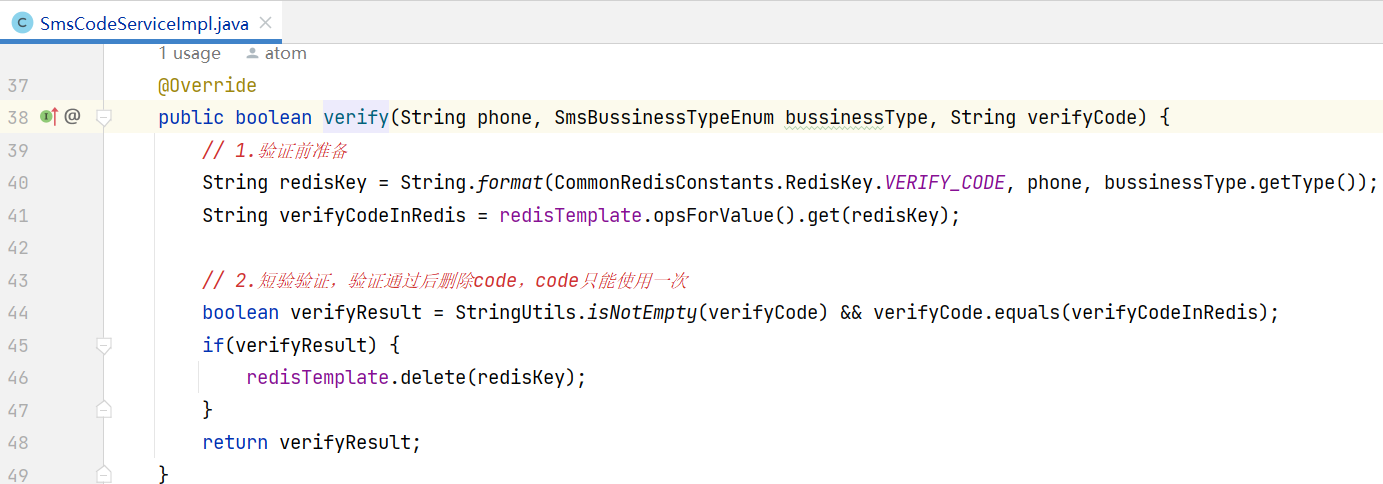 SmsCodeServiceImpl.java
1 usage atom
37 @Override
38 public boolean verify(String phone, SmsBussinessTypeEnum bussinessType, String verifyCode) {
39 // 1.验证前准备
40 String redisKey = String.format(CommonRedisConstants.RedisKey.VERIFY_CODE, phone, bussinessType.getType());
41 String verifyCodeInRedis = redisTemplate.opsForValue().get(redisKey);
42
43 // 2.短验验证，验证通过后删除code，code只能使用一次
44 boolean verifyResult = StringUtils.isNotEmpty(verifyCode) && verifyCode.equals(verifyCodeInRedis);
45 if(verifyResult) {
46 redisTemplate.delete(redisKey);
47 }
48 return verifyResult;
49 }